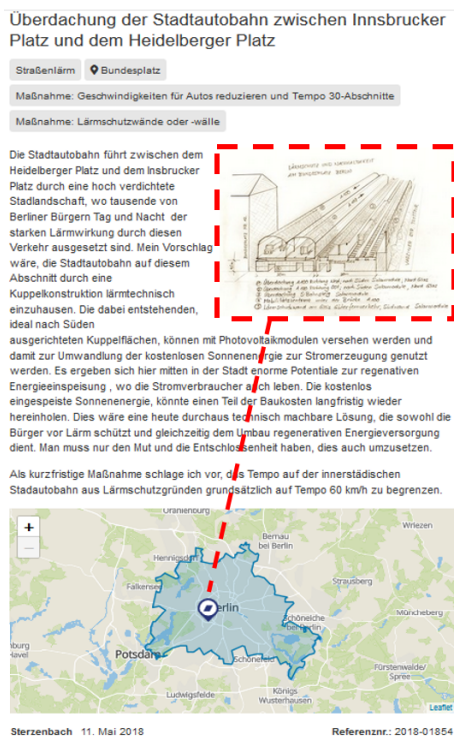 Überdachung der Stadtautobahn zwischen Innsbrucker
Platz und dem Heidelberger Platz
Straßenlärm Bundesplatz
Maßnahme: Geschwindigkeiten für Autos reduzieren und Tempo 30-Abschnitte
Maßnahme: Lärmschutzwände oder -wälle
Die Stadtautobahn führt zwischen dem
Heidelberger Platz und dem Insbrucker
Platz durch eine hoch verdichtete
Stadlandschaft, wo tausende von
Berliner Bürgern Tag und Nacht der
starken Lärmwirkung durch diesen
Verkehr ausgesetzt sind. Mein Vorschlag
wäre, die Stadtautobahn auf diesem
Abschnitt durch eine
Kuppelkonstruktion lärmtechnisch
einzuhausen. Die dabei entstehenden,
ideal nach Süden
ausgerichteten Kuppelflächen, können mit Photovoltaikmodulen versehen werden und
damit zur Umwandlung der kostenlosen Sonnenenergie zur Stromerzeugung genutzt
werden. Es ergeben sich hier mitten in der Stadt enorme Potentiale zur regenativen
Energieeinspeisung , wo die Stromverbraucher auch leben. Die kostenlos
eingespeiste Sonnenenergie, könnte einen Teil der Baukosten langfristig wieder
hereinholen. Dies wäre eine heute durchaus technisch machbare Lösung, die sowohl die
Bürger vor Lärm schützt und gleichzeitig dem Umbau regenerativen Energieversorgung
dient. Man muss nur den Mut und die Entschlossenheit haben, dies auch umzusetzen.
Als kurzfristige Maßnahme schlage ich vor, das Tempo auf der innerstädischen
Stadautobahn aus Lärmschutzgründen grundsätzlich auf Tempo 60 km/h zu begrenzen.
+
−
Oranienburg
Wriezen
Bernau
bei Berlin
Hennigsdorf
Strausberg
Falkensee
Berlin
Müncheberg
Schöneiche
bei Berlin
burg
Havel
Potsdam
Schönefeld
Fürstenwalde/
Spree
Ludwigsfelde
Königs
Wusterhausen
Leaflet
Sterzenbach 11. Mai 2018 Referenznr.: 2018-01854